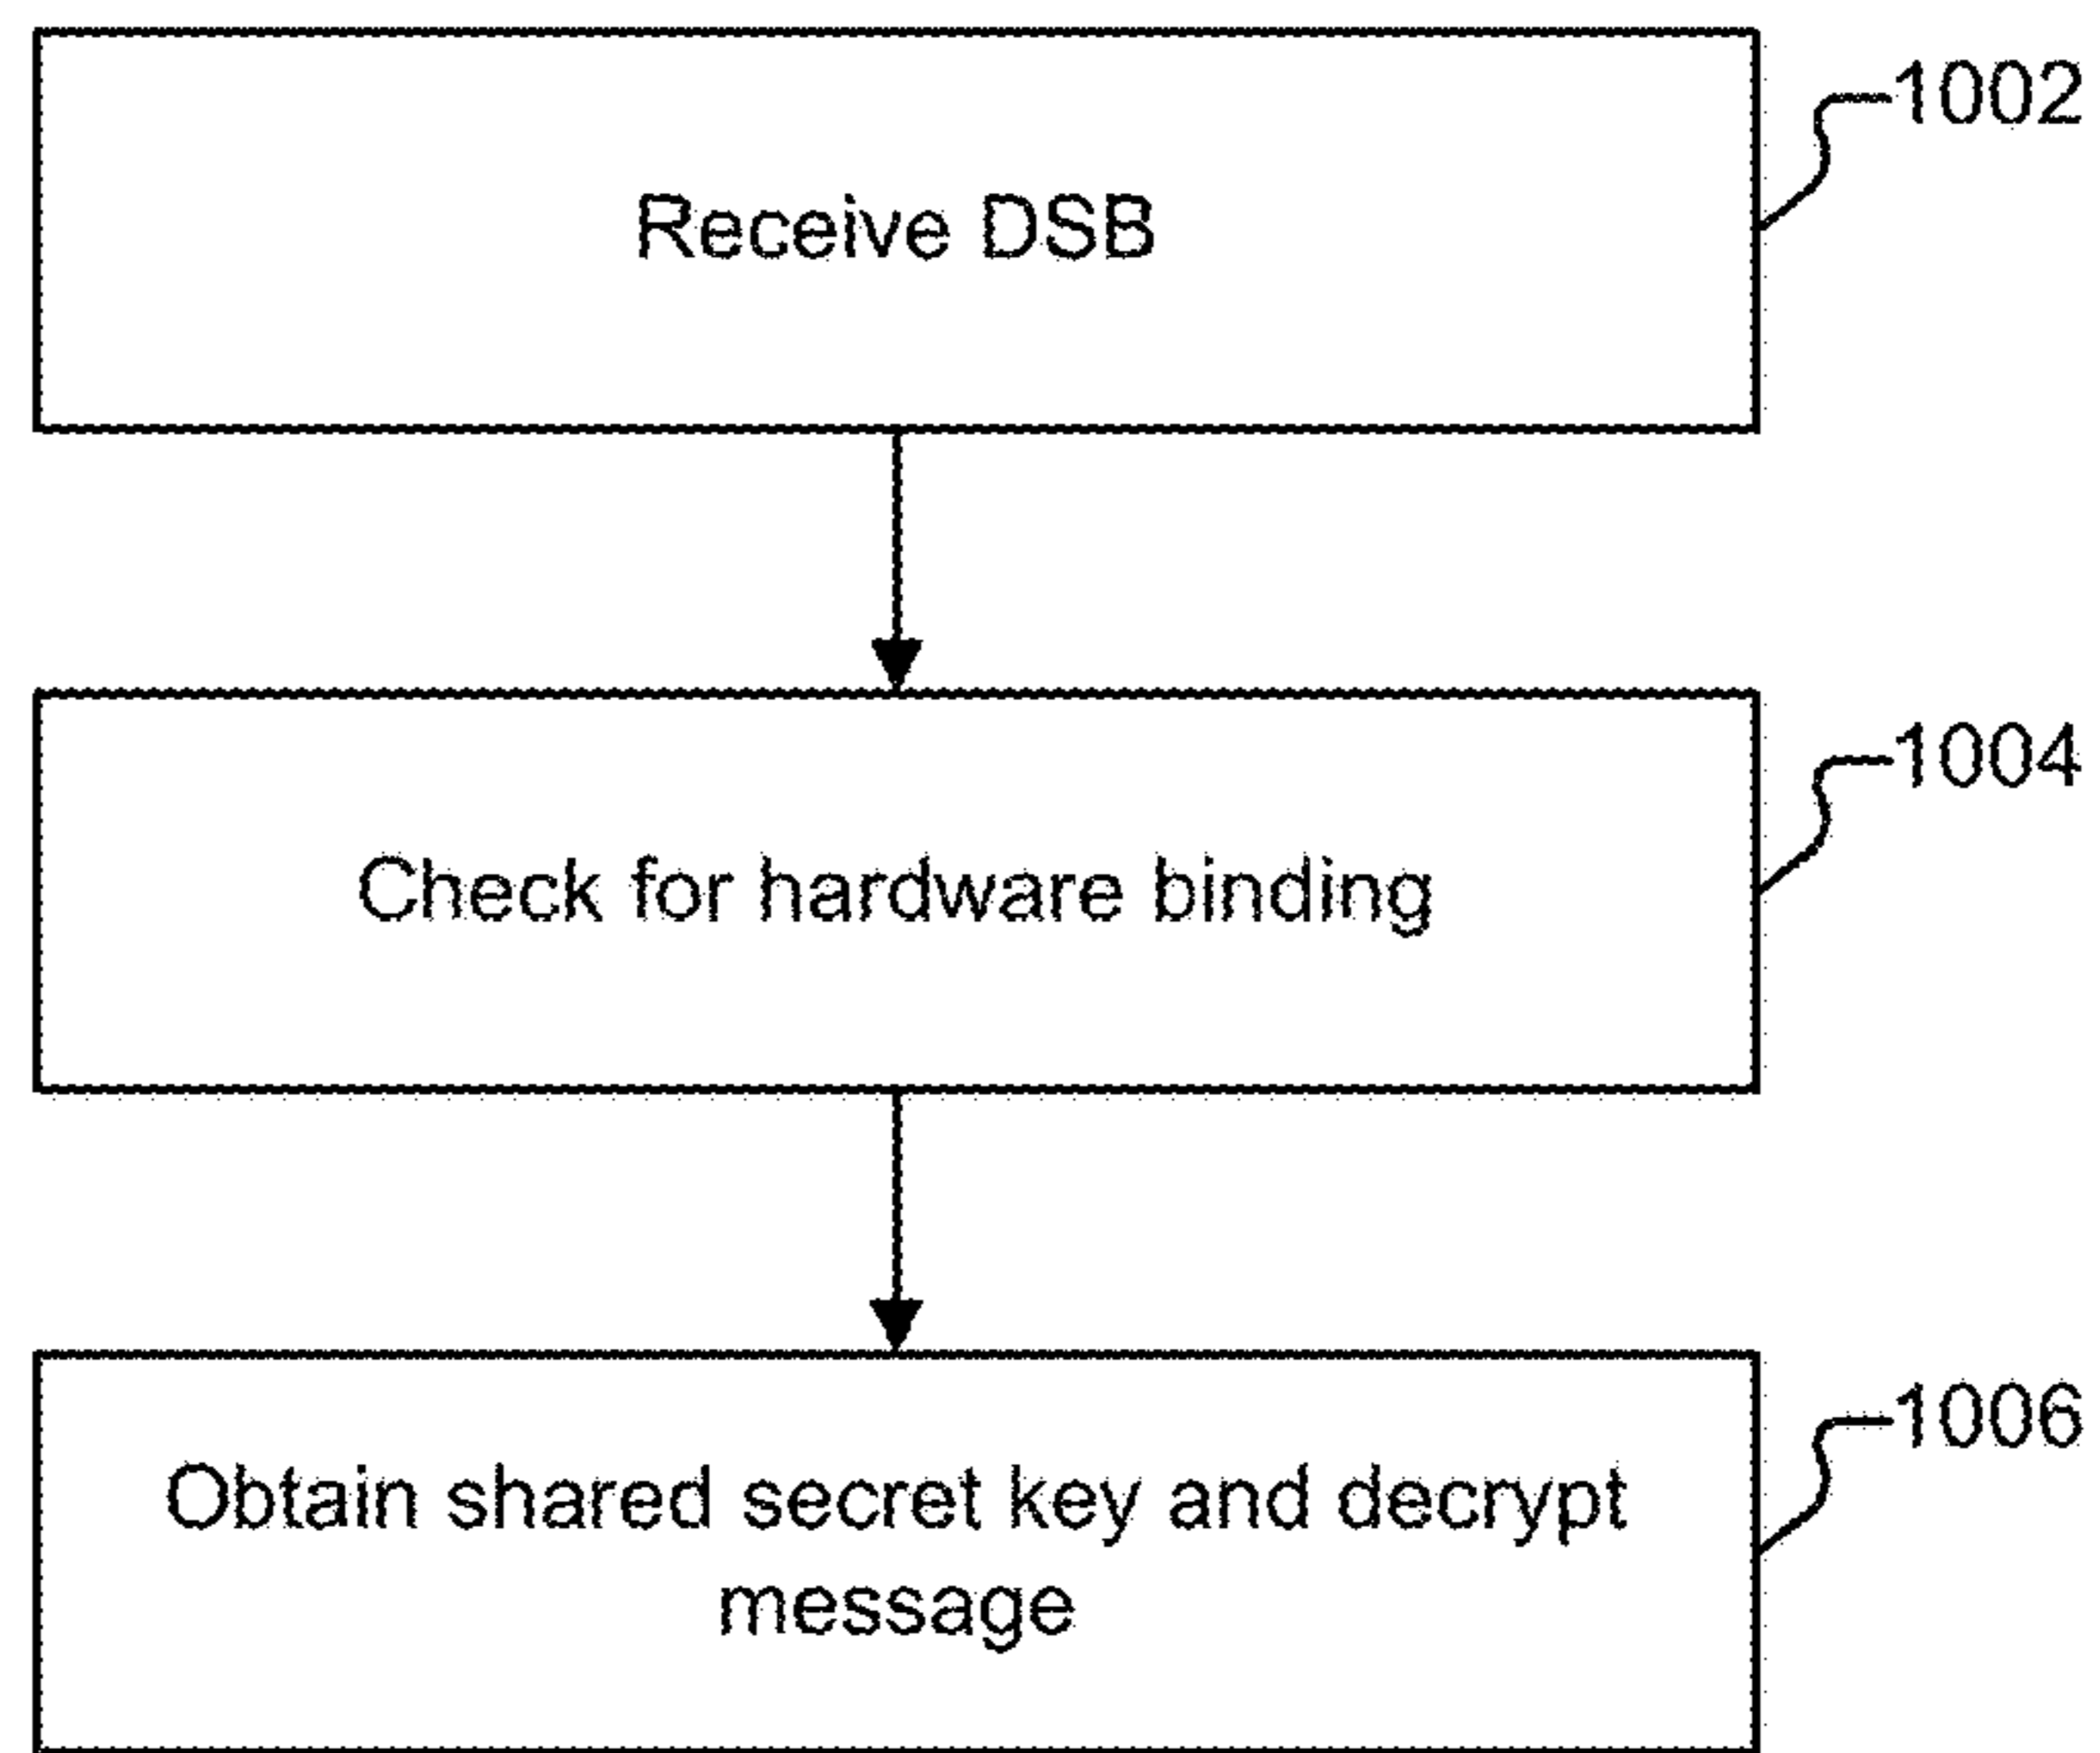 Receive DSB
1002
Check for hardware binding
1004
Obtain shared secret key and decrypt
message
1006